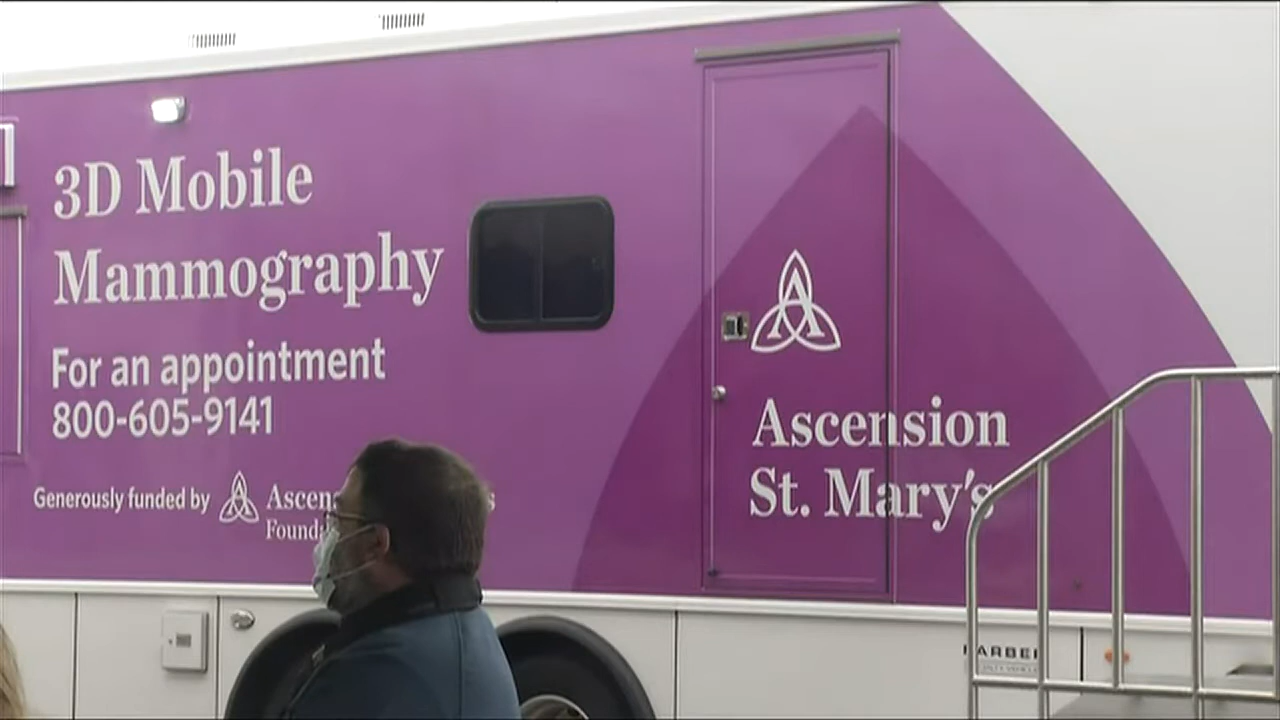 3D Mobile
Mammography
For an appointment
800-605-9141
Generously funded by
Ascension
St. Mary's